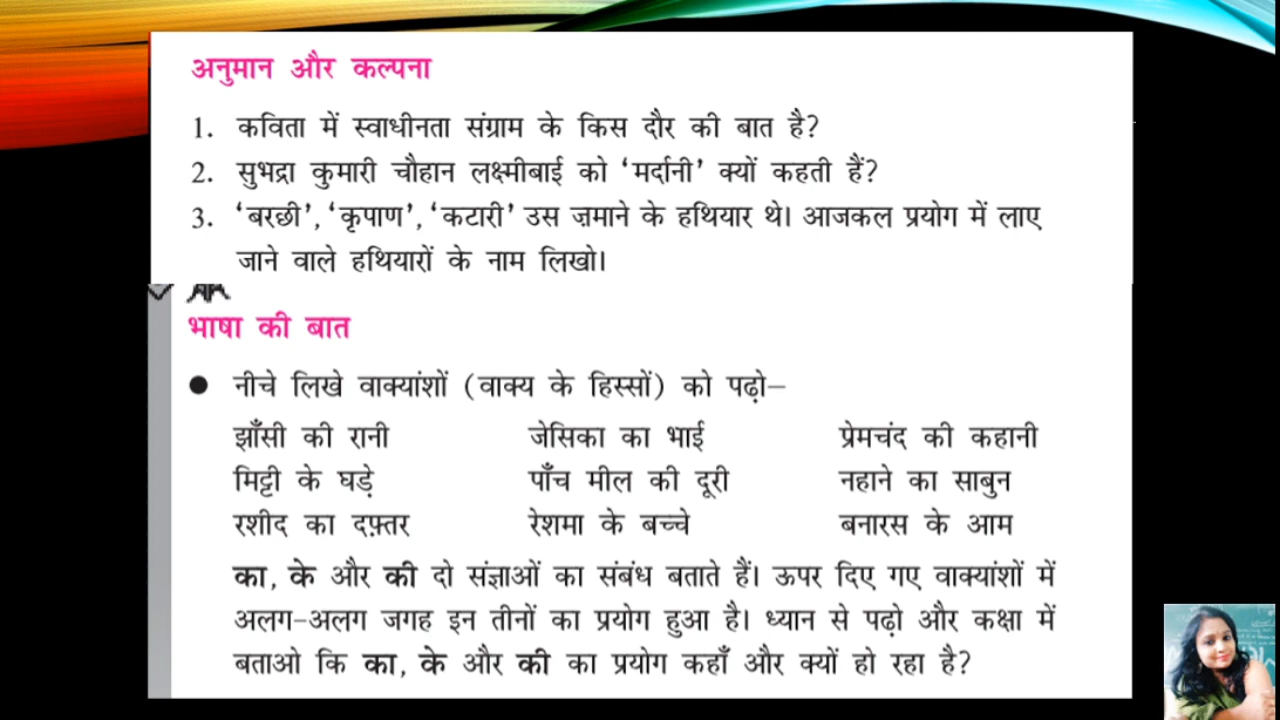 अनुमान और कल्पना
1. कविता में स्वाधीनता संग्राम के किस दौर की बात है?
2. सुभद्रा कुमारी चौहान लक्ष्मीबाई को ‘मर्दानी’ क्यों कहती हैं?
3. ‘बरछी’, ‘कृपाण’, ‘कटारी’ उस ज़माने के हथियार थे। आजकल प्रयोग में लाए
जाने वाले हथियारों के नाम लिखो।
भाषा की बात
● नीचे लिखे वाक्यांशों (वाक्य के हिस्सों) को पढ़ो–
झाँसी की रानी जेसिका का भाई प्रेमचंद की कहानी
मिट्टी के घड़े पाँच मील की दूरी नहाने का साबुन
रशीद का दफ़्तर रेशमा के बच्चे बनारस के आम
का, के और की दो संज्ञाओं का संबंध बताते हैं। ऊपर दिए गए वाक्यांशों में
अलग-अलग जगह इन तीनों का प्रयोग हुआ है। ध्यान से पढ़ो और कक्षा में
बताओ कि का, के और की का प्रयोग कहाँ और क्यों हो रहा है?